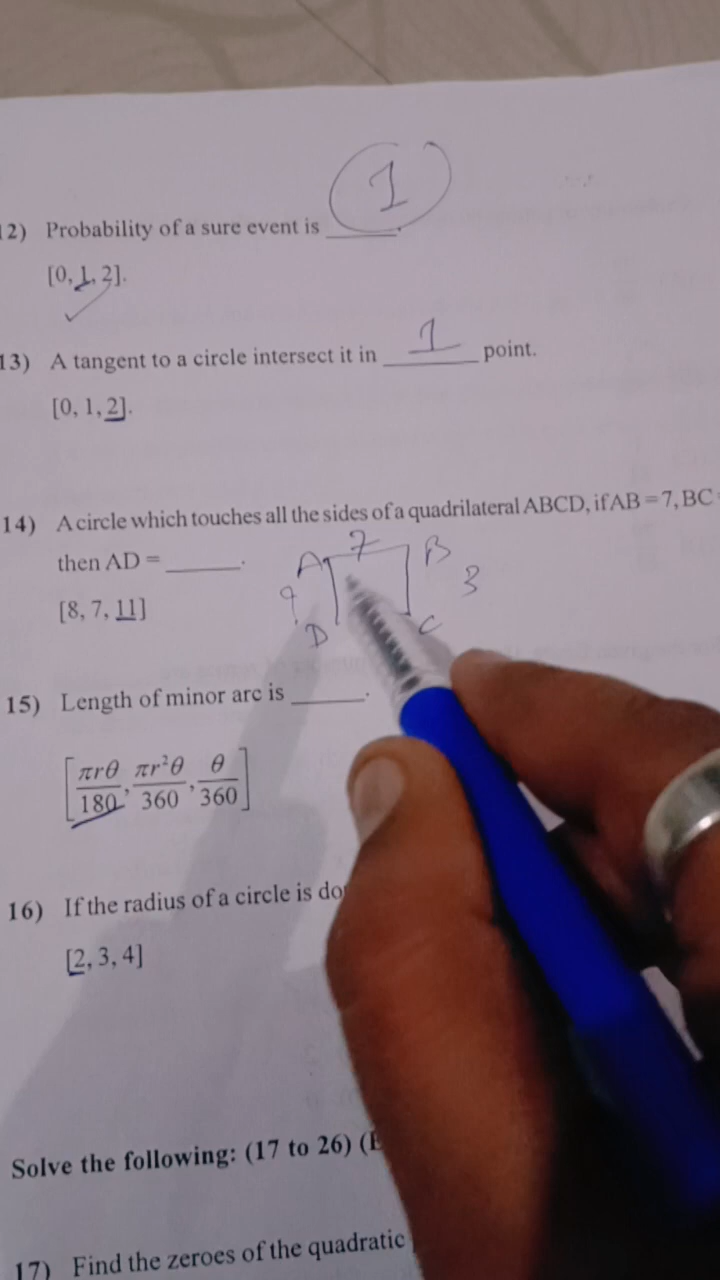 1
12) Probability of a sure event is ______.
[0, 1, 2].
13) A tangent to a circle intersect it in 1 point.
[0, 1, 2].
14) A circle which touches all the sides of a quadrilateral ABCD, if AB = 7, BC =
then AD = ______.
A 7 B
9 3
D C
[8, 7, 11]
15) Length of minor arc is ______.
[πrθ/180, πr²θ/360, θ/360]
16) If the radius of a circle is
[2, 3, 4]
Solve the following: (17 to 26)
17) Find the zeroes of the quadratic